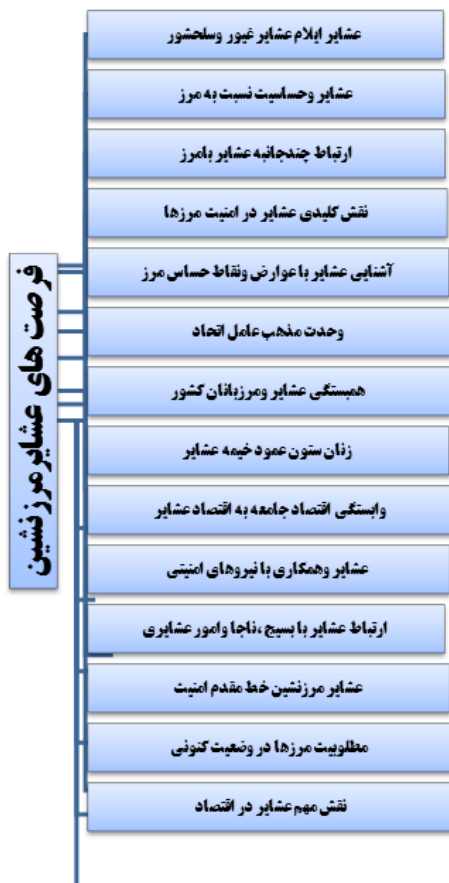 فرصت های عشایرمرزنشین
عشایر ایلام عشایر غیور وسلحشور
عشایر وحساسیت نسبت به مرز
ارتباط چندجانبه عشایر بامرز
نقش کلیدی عشایر در امنیت مرزها
آشنایی عشایر با عوارض ونقاط حساس مرز
وحدت مذهب عامل اتحاد
همبستگی عشایر ومرزبانان کشور
زنان ستون عمود خیمه عشایر
وابستگی اقتصاد جامعه به اقتصاد عشایر
عشایر وهمکاری با نیروهای امنیتی
ارتباط عشایر با بسیج ،ناجا وامور عشایری
عشایر مرزنشین خط مقدم امنیت
مطلوبیت مرزها در وضعیت کنونی
نقش مهم عشایر در اقتصاد